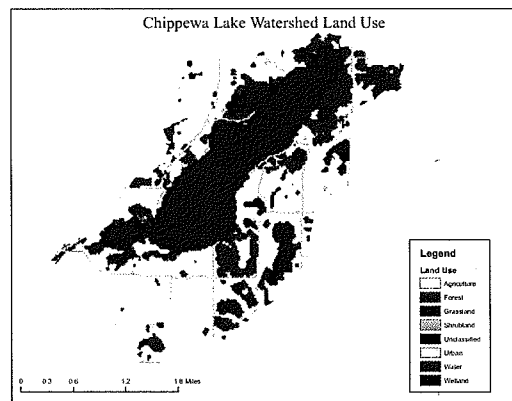 Chippewa Lake Watershed Land Use
Legend
Land Use
Agriculture
Forest
Grassland
Shrubland
Unclassified
Urban
Water
Wetland
0 0.3 0.6 1.2 1.8 Miles